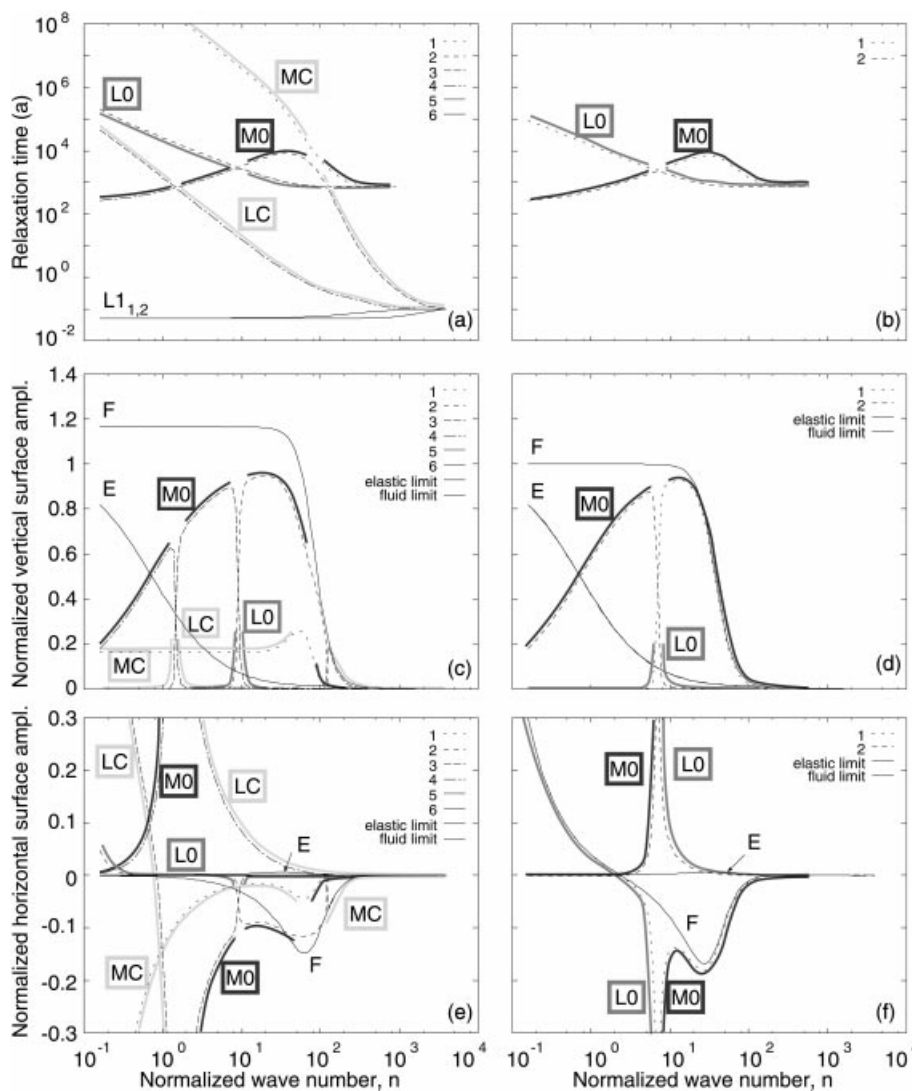 10^8
10^6
10^4
10^2
10^0
10^-2
Relaxation time (a)
L0
MC
M0
LC
L1_1,2
1
2
3
4
5
6
(a)
L0
M0
1
2
(b)
1.4
1.2
1
0.8
0.6
0.4
0.2
0
Normalized vertical surface ampl.
F
E
M0
LC
L0
MC
1
2
3
4
5
6
elastic limit
fluid limit
(c)
F
E
M0
L0
1
2
elastic limit
fluid limit
(d)
0.3
0.2
0.1
0
-0.1
-0.2
-0.3
Normalized horizontal surface ampl.
LC
M0
LC
L0
E
MC
M0
F
MC
1
2
3
4
5
6
elastic limit
fluid limit
(e)
10^-1 10^0 10^1 10^2 10^3 10^4
Normalized wave number, n
M0
L0
E
F
L0
M0
1
2
elastic limit
fluid limit
(f)
10^-1 10^0 10^1 10^2 10^3 10^4
Normalized wave number, n